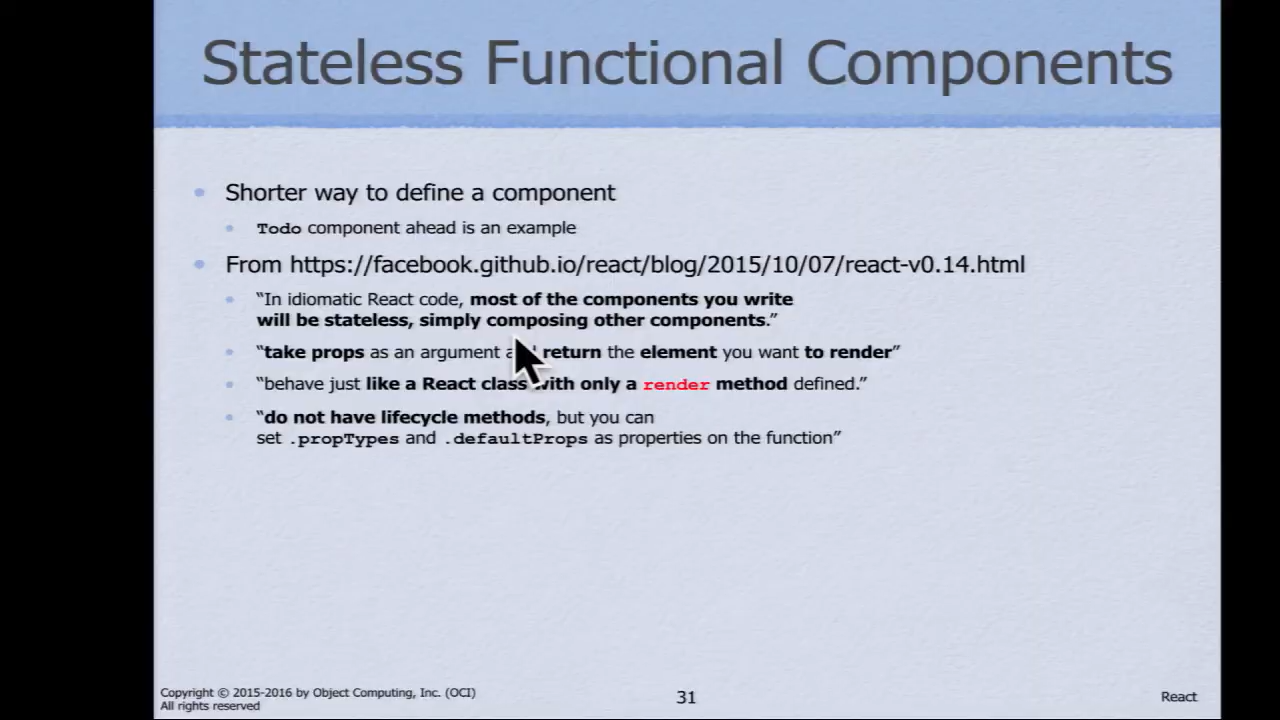 Stateless Functional Components
Shorter way to define a component
Todo component ahead is an example
From https://facebook.github.io/react/blog/2015/10/07/react-v0.14.html
“In idiomatic React code, most of the components you write
will be stateless, simply composing other components.”
“take props as an argument and return the element you want to render”
“behave just like a React class with only a render method defined.”
“do not have lifecycle methods, but you can
set .propTypes and .defaultProps as properties on the function”
Copyright © 2015-2016 by Object Computing, Inc. (OCI)
All rights reserved
31
React